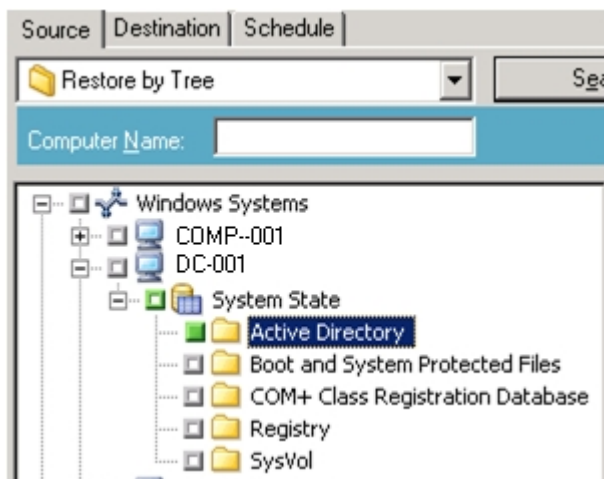 Source Destination Schedule
Restore by Tree
Computer Name:
Windows Systems
COMP--001
DC-001
System State
Active Directory
Boot and System Protected Files
COM+ Class Registration Database
Registry
SysVol